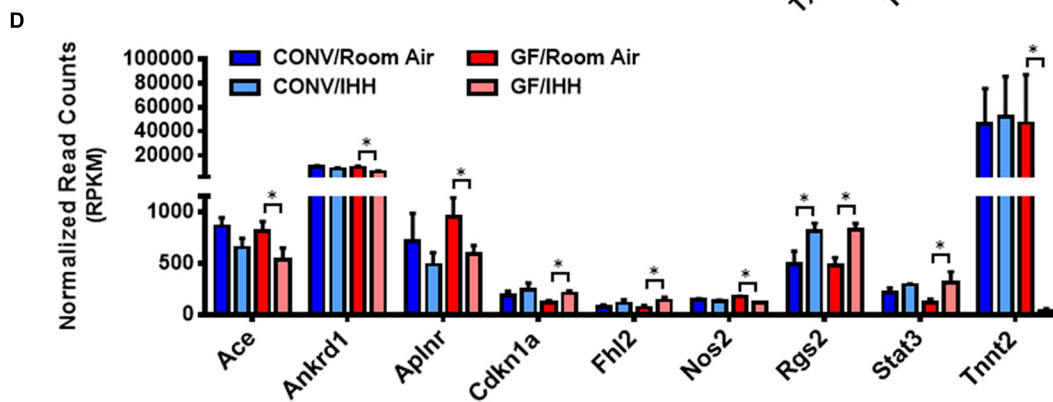 D
Normalized Read Counts
(RPKM)
CONV/Room Air
GF/Room Air
CONV/IHH
GF/IHH
100000
80000
60000
40000
20000
1000
500
0
*
*
*
*
*
*
*
*
*
*
Ace
Ankrd1
Aplnr
Cdkn1a
Fhl2
Nos2
Rgs2
Stat3
Tnnt2